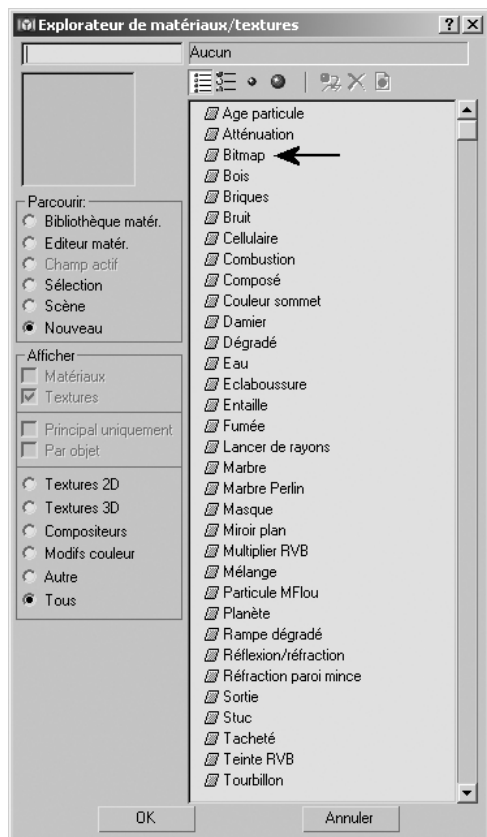 Explorateur de matériaux/textures
Aucun
Parcourir:
Bibliothèque matér.
Editeur matér.
Champ actif
Sélection
Scène
Nouveau
Afficher
Matériaux
Textures
Principal uniquement
Par objet
Textures 2D
Textures 3D
Compositeurs
Modifs couleur
Autre
Tous
Age particule
Atténuation
Bitmap
Bois
Briques
Bruit
Cellulaire
Combustion
Composé
Couleur sommet
Damier
Dégradé
Eau
Eclaboussure
Entaille
Fumée
Lancer de rayons
Marbre
Marbre Perlin
Masque
Miroir plan
Multiplier RVB
Mélange
Particule MFlou
Planète
Rampe dégradé
Réflexion/réfraction
Réfraction paroi mince
Sortie
Stuc
Tacheté
Teinte RVB
Tourbillon
OK
Annuler